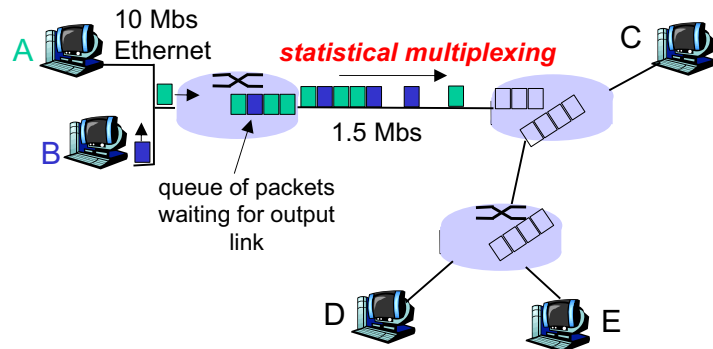 A
10 Mbs
Ethernet
statistical multiplexing
C
B
1.5 Mbs
queue of packets
waiting for output
link
D
E